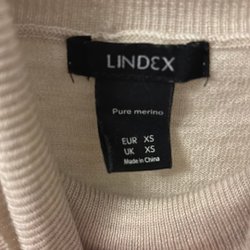 LINDEX
Pure merino
EUR XS
UK XS
Made in China